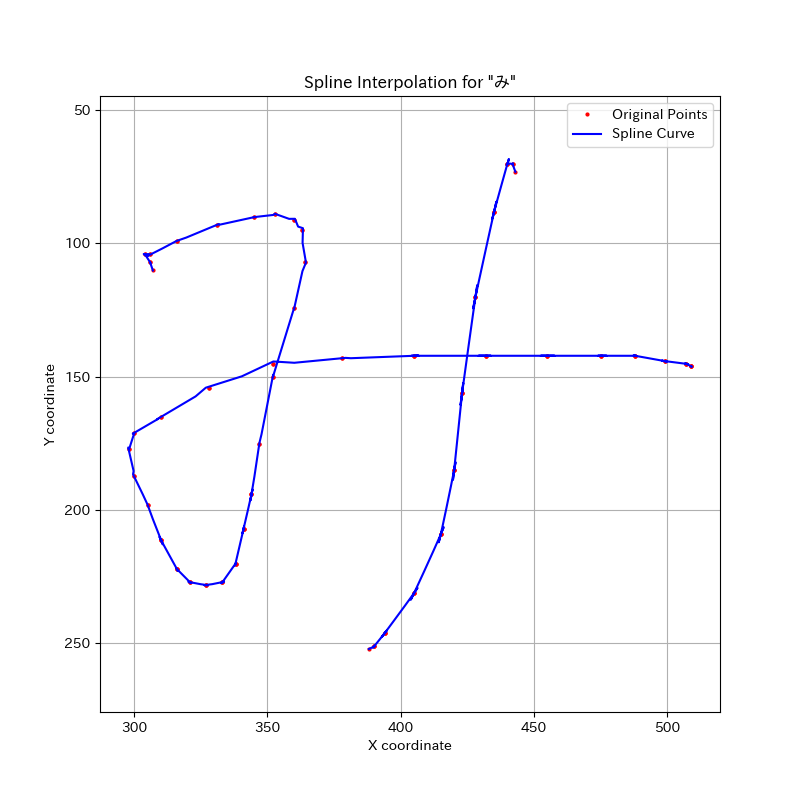 Spline Interpolation for "み"
Original Points
Spline Curve
50
100
150
200
250
Y coordinate
300 350 400 450 500
X coordinate